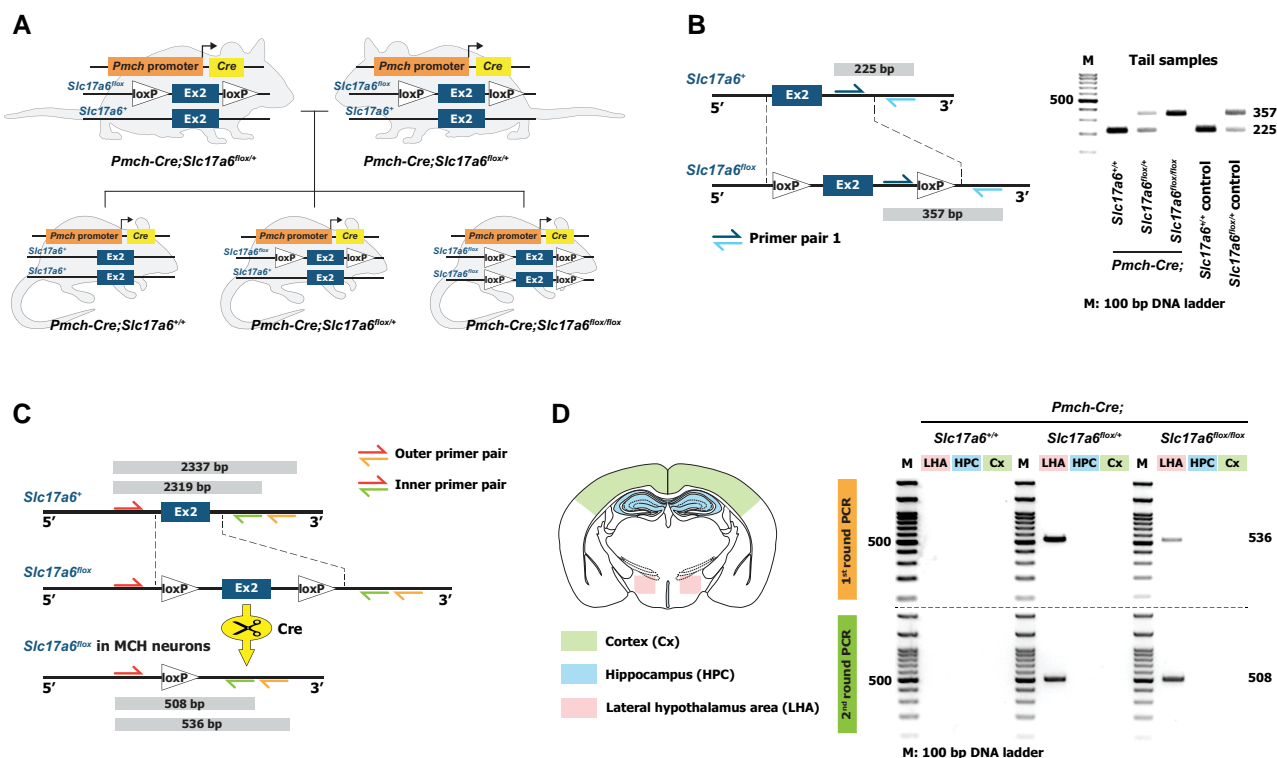 A
Pmch promoter Cre
Slc17a6flox loxP Ex2 loxP
Slc17a6+ Ex2
Pmch-Cre;Slc17a6flox/+
Pmch promoter Cre
Slc17a6flox loxP Ex2 loxP
Slc17a6+ Ex2
Pmch-Cre;Slc17a6flox/+
Pmch promoter Cre
Slc17a6+ Ex2
Slc17a6+ Ex2
Pmch-Cre;Slc17a6+/+
Pmch promoter Cre
Slc17a6flox loxP Ex2 loxP
Slc17a6+ Ex2
Pmch-Cre;Slc17a6flox/+
Pmch promoter Cre
Slc17a6flox loxP Ex2 loxP
Slc17a6flox loxP Ex2 loxP
Pmch-Cre;Slc17a6flox/flox
B
225 bp
Slc17a6+
5′ Ex2 3′
Slc17a6flox
5′ loxP Ex2 loxP 3′
357 bp
Primer pair 1
M Tail samples
500
357
225
Slc17a6+/+
Slc17a6flox/+
Slc17a6flox/flox
Slc17a6+/+ control
Slc17a6flox/+ control
Pmch-Cre;
M: 100 bp DNA ladder
C
2337 bp
2319 bp
Outer primer pair
Inner primer pair
Slc17a6+
5′ Ex2 3′
Slc17a6flox
5′ loxP Ex2 loxP 3′
Cre
Slc17a6flox in MCH neurons
5′ loxP 3′
508 bp
536 bp
D
Cortex (Cx)
Hippocampus (HPC)
Lateral hypothalamus area (LHA)
Pmch-Cre;
Slc17a6+/+ Slc17a6flox/+ Slc17a6flox/flox
M LHA HPC Cx M LHA HPC Cx M LHA HPC Cx
1st round PCR
500
536
2nd round PCR
500
508
M: 100 bp DNA ladder